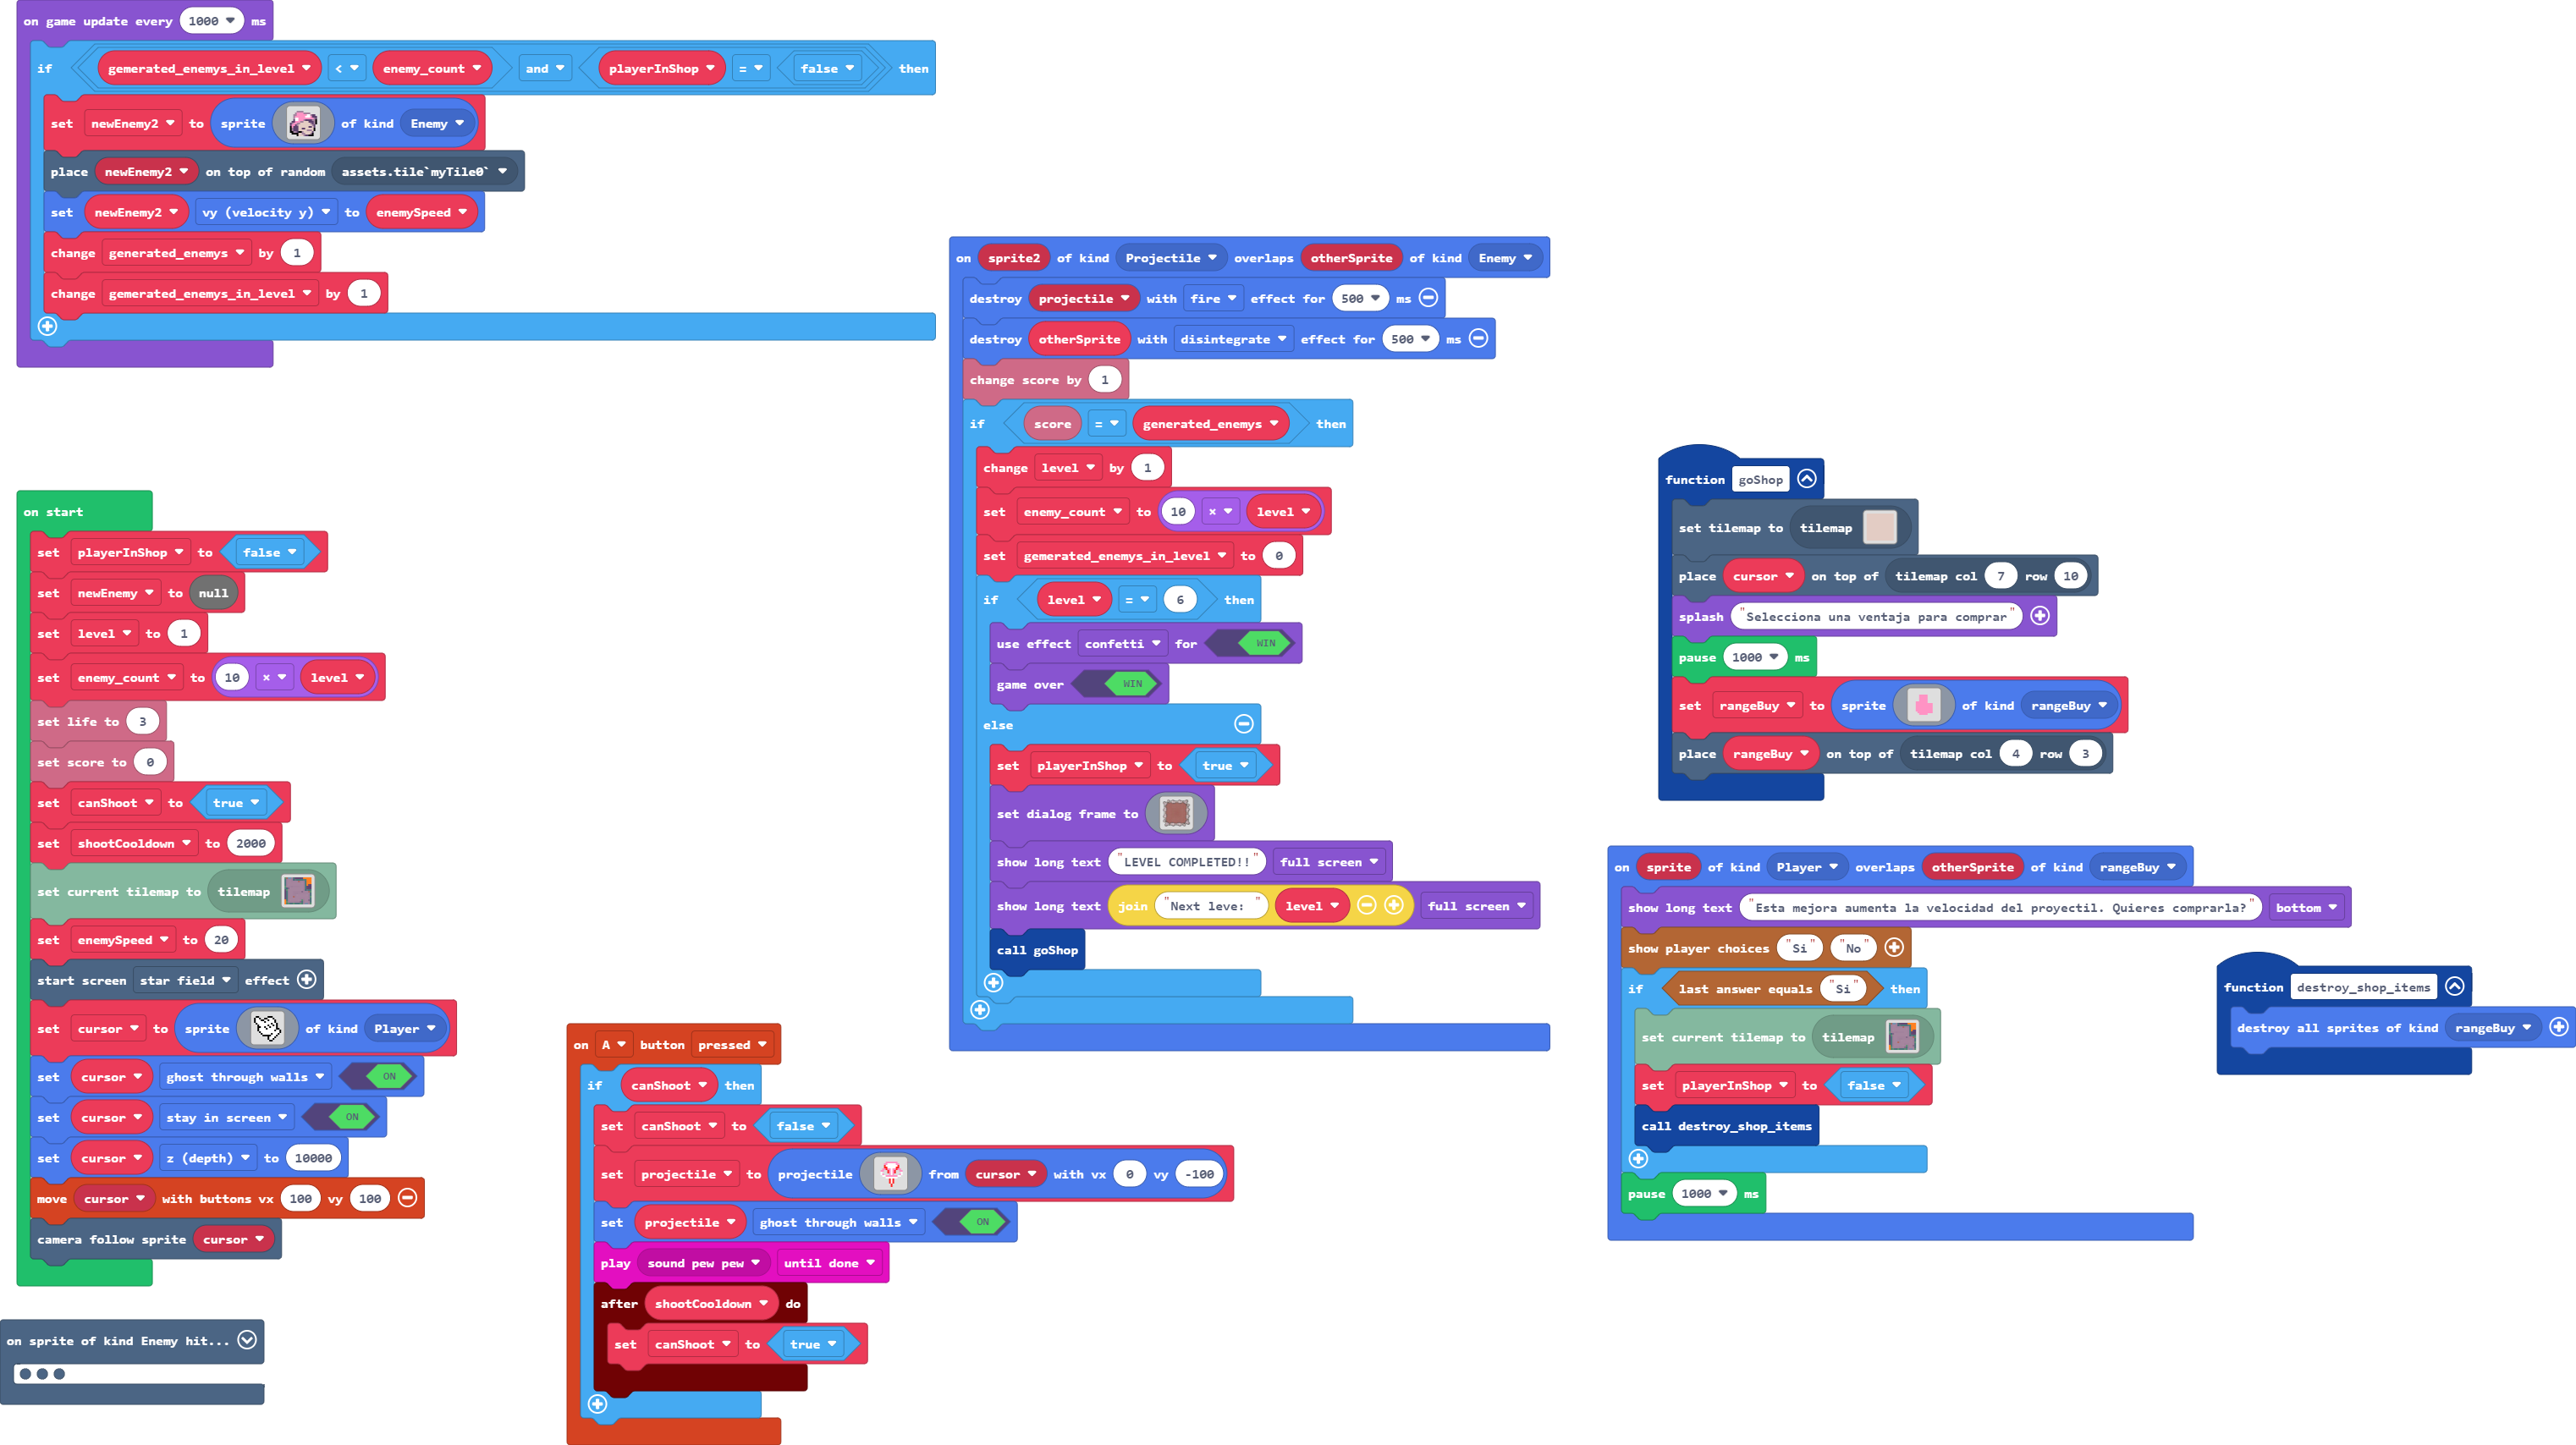 on game update every 1000 ms
if gemerated_enemys_in_level < enemy_count and playerInShop = false then
set newEnemy2 to sprite of kind Enemy
place newEnemy2 on top of random assets.tile`myTile0`
set newEnemy2 vy (velocity y) to enemySpeed
change generated_enemys by 1
change gemerated_enemys_in_level by 1
on start
set playerInShop to false
set newEnemy to null
set level to 1
set enemy_count to 10 × level
set life to 3
set score to 0
set canShoot to true
set shootCooldown to 2000
set current tilemap to tilemap
set enemySpeed to 20
start screen star field effect
set cursor to sprite of kind Player
set cursor ghost through walls ON
set cursor stay in screen ON
set cursor z (depth) to 10000
move cursor with buttons vx 100 vy 100
camera follow sprite cursor
on sprite of kind Enemy hit...
on A button pressed
if canShoot then
set canShoot to false
set projectile to projectile from cursor with vx 0 vy -100
set projectile ghost through walls ON
play sound pew pew until done
after shootCooldown do
set canShoot to true
on sprite2 of kind Projectile overlaps otherSprite of kind Enemy
destroy projectile with fire effect for 500 ms
destroy otherSprite with disintegrate effect for 500 ms
change score by 1
if score = generated_enemys then
change level by 1
set enemy_count to 10 × level
set gemerated_enemys_in_level to 0
if level = 6 then
use effect confetti for WIN
game over WIN
else
set playerInShop to true
set dialog frame to
show long text "LEVEL COMPLETED!!" full screen
show long text join "Next leve: " level full screen
call goShop
function goShop
set tilemap to tilemap
place cursor on top of tilemap col 7 row 10
splash "Selecciona una ventaja para comprar"
pause 1000 ms
set rangeBuy to sprite of kind rangeBuy
place rangeBuy on top of tilemap col 4 row 3
on sprite of kind Player overlaps otherSprite of kind rangeBuy
show long text "Esta mejora aumenta la velocidad del proyectil. Quieres comprarla?" bottom
show player choices "Si" "No"
if last answer equals "Si" then
set current tilemap to tilemap
set playerInShop to false
call destroy_shop_items
pause 1000 ms
function destroy_shop_items
destroy all sprites of kind rangeBuy